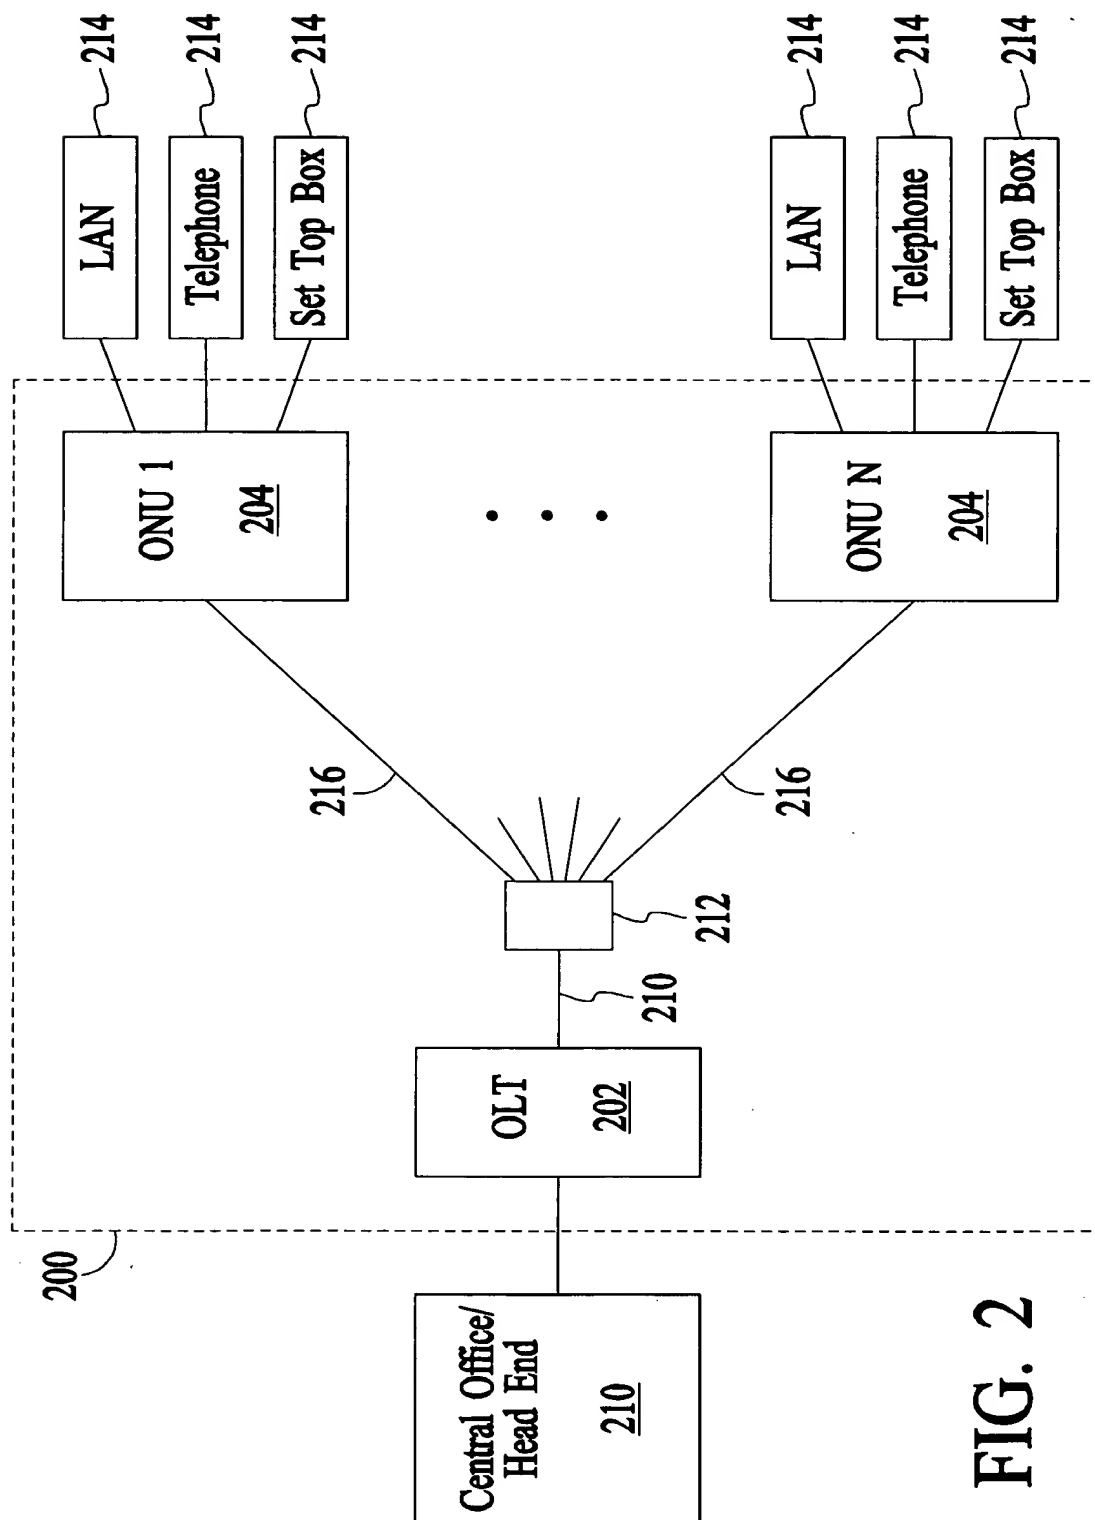 200
Central Office/
Head End
210
OLT
202
210
212
216
216
ONU 1
204
ONU N
204
LAN
214
Telephone
214
Set Top Box
214
LAN
214
Telephone
214
Set Top Box
214
FIG. 2